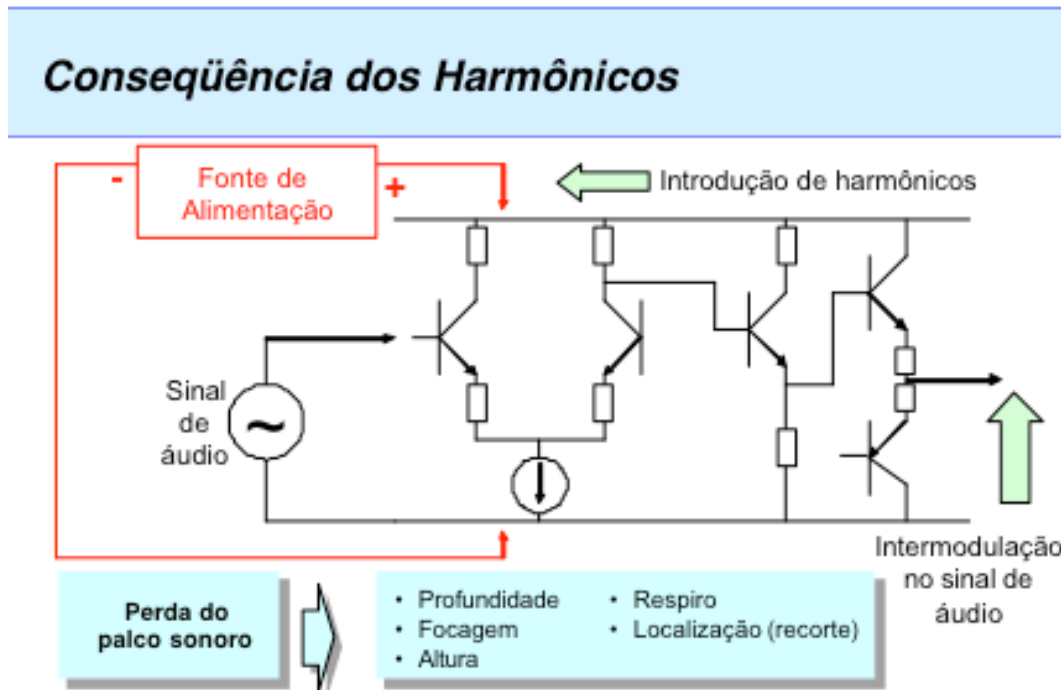 Conseqüência dos Harmônicos
-
Fonte de
Alimentação
+
Introdução de harmônicos
Sinal
de
áudio
~
Intermodulação
no sinal de
áudio
Perda do
palco sonoro
• Profundidade
• Focagem
• Altura
• Respiro
• Localização (recorte)